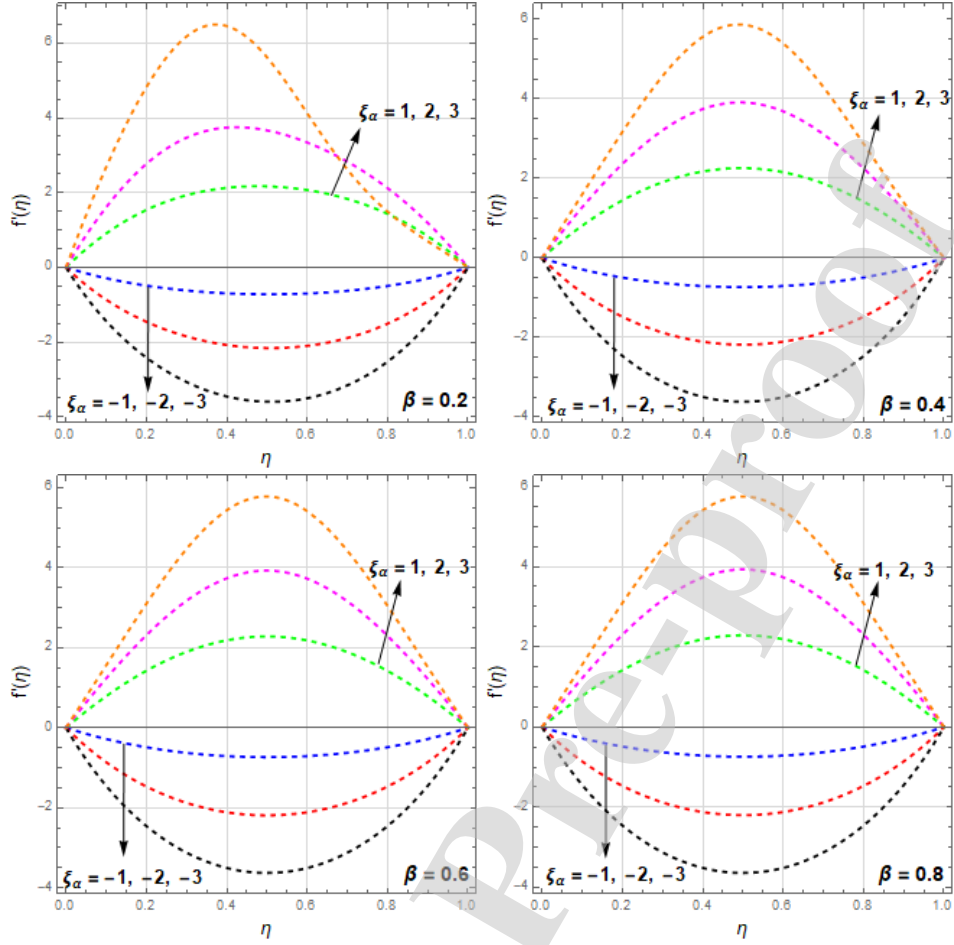 6
4
2
0
−2
−4
f'(η)
ξα = 1, 2, 3
ξα = −1, −2, −3
β = 0.2
0.0 0.2 0.4 0.6 0.8 1.0
η
6
4
2
0
−2
−4
f'(η)
ξα = 1, 2, 3
ξα = −1, −2, −3
β = 0.4
0.0 0.2 0.4 0.6 0.8 1.0
η
6
4
2
0
−2
−4
f'(η)
ξα = 1, 2, 3
ξα = −1, −2, −3
β = 0.6
0.0 0.2 0.4 0.6 0.8 1.0
η
6
4
2
0
−2
−4
f'(η)
ξα = 1, 2, 3
ξα = −1, −2, −3
β = 0.8
0.0 0.2 0.4 0.6 0.8 1.0
η
Pre-proof